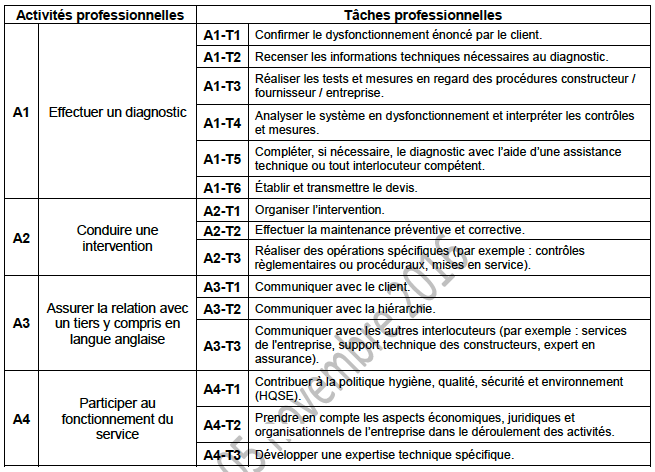 Activités professionnelles Tâches professionnelles
A1 Effectuer un diagnostic
A1-T1 Confirmer le dysfonctionnement énoncé par le client.
A1-T2 Recenser les informations techniques nécessaires au diagnostic.
A1-T3 Réaliser les tests et mesures en regard des procédures constructeur /
fournisseur / entreprise.
A1-T4 Analyser le système en dysfonctionnement et interpréter les contrôles
et mesures.
A1-T5 Compléter, si nécessaire, le diagnostic avec l'aide d'une assistance
technique ou tout interlocuteur compétent.
A1-T6 Établir et transmettre le devis.
A2 Conduire une
intervention
A2-T1 Organiser l'intervention.
A2-T2 Effectuer la maintenance préventive et corrective.
A2-T3 Réaliser des opérations spécifiques (par exemple : contrôles
règlementaires ou procéduraux, mises en service).
A3 Assurer la relation avec
un tiers y compris en
langue anglaise
A3-T1 Communiquer avec le client.
A3-T2 Communiquer avec la hiérarchie.
A3-T3 Communiquer avec les autres interlocuteurs (par exemple : services
de l'entreprise, support technique des constructeurs, expert en
assurance).
A4 Participer au
fonctionnement du
service
A4-T1 Contribuer à la politique hygiène, qualité, sécurité et environnement
(HQSE).
A4-T2 Prendre en compte les aspects économiques, juridiques et
organisationnels de l'entreprise dans le déroulement des activités.
A4-T3 Développer une expertise technique spécifique.
05 novembre 2016